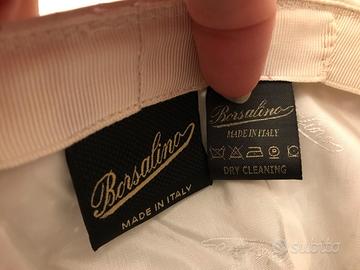 Borsalino
MADE IN ITALY
Borsalino
MADE IN ITALY
DRY CLEANING
subito